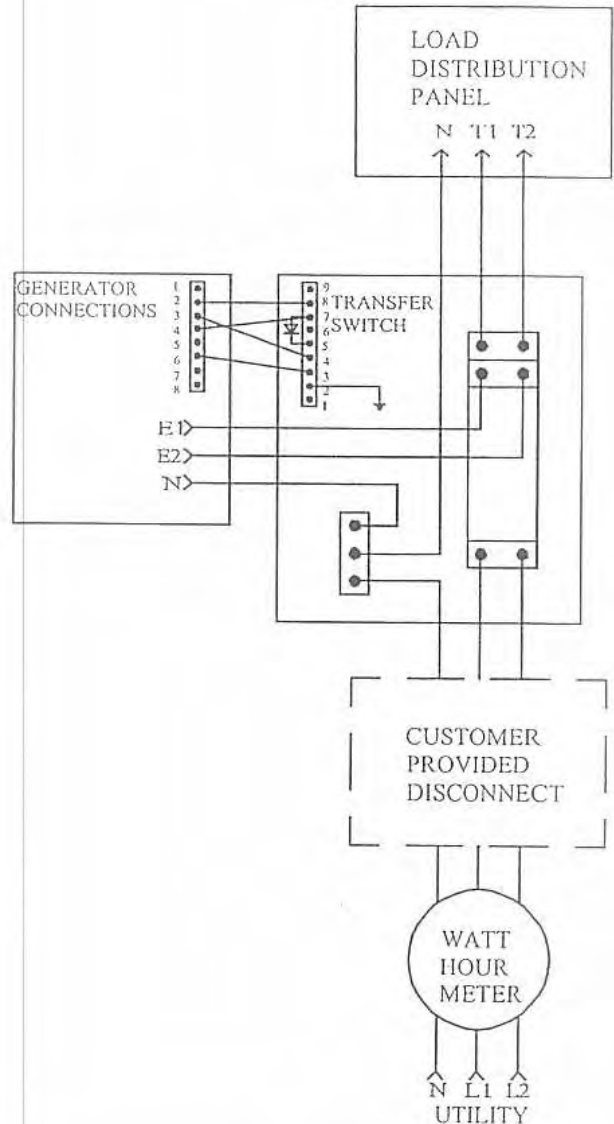 LOAD
DISTRIBUTION
PANEL
N T1 T2
GENERATOR
CONNECTIONS
1
2
3
4
5
6
7
8
9
8
7
6
5
4
3
2
1
TRANSFER
SWITCH
E1
E2
N
CUSTOMER
PROVIDED
DISCONNECT
WATT
HOUR
METER
N L1 L2
UTILITY